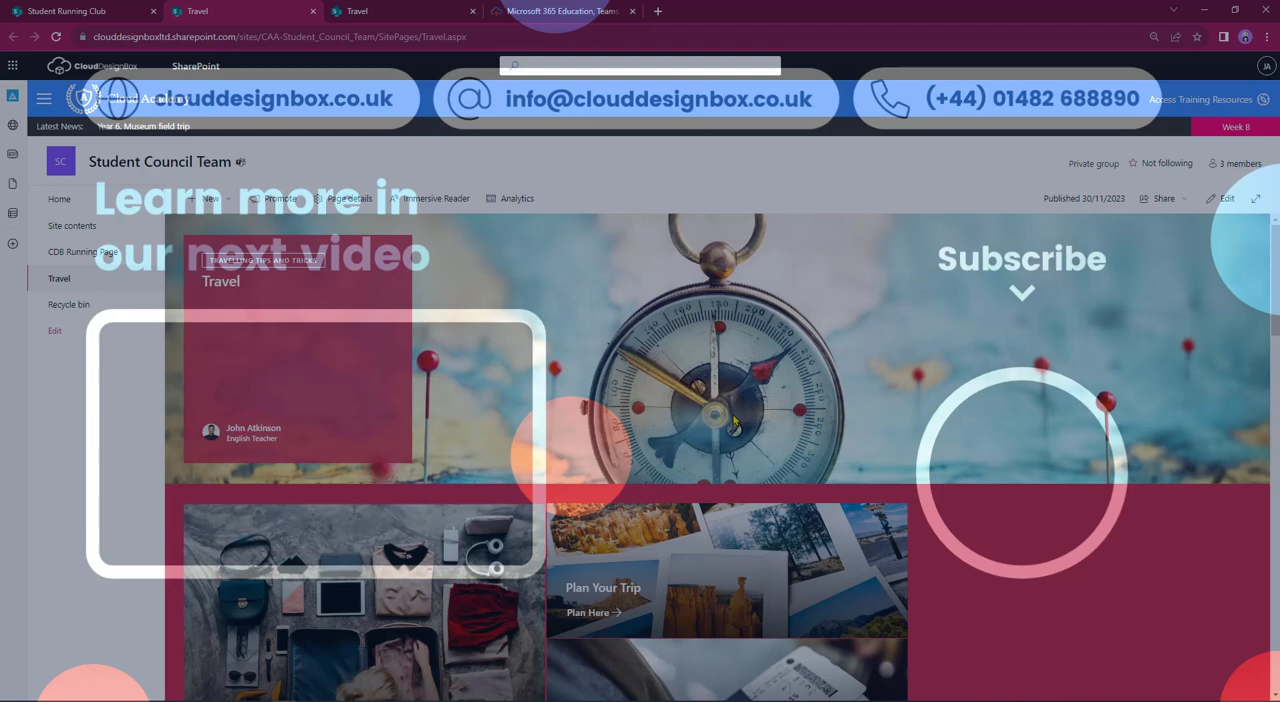 Student Running Club
Travel
Travel
Microsoft 365 Education, Teams
clouddesignboxltd.sharepoint.com/sites/CAA-Student_Council_Team/SitePages/Travel.aspx
CloudDesignBox
SharePoint
JA
Cloud Academy
clouddesignbox.co.uk
info@clouddesignbox.co.uk
(+44) 01482 688890
Access Training Resources
Latest News:
Year 6, Museum field trip
Week B
SC
Student Council Team
Private group
Not following
3 members
Home
New
Promote
Page details
Immersive Reader
Analytics
Published 30/11/2023
Share
Edit
Learn more in
our next video
Site contents
CDB Running Page
Travel
Recycle bin
Edit
TRAVELLING TIPS AND TRICKS
Travel
John Atkinson
English Teacher
Subscribe
Plan Your Trip
Plan Here